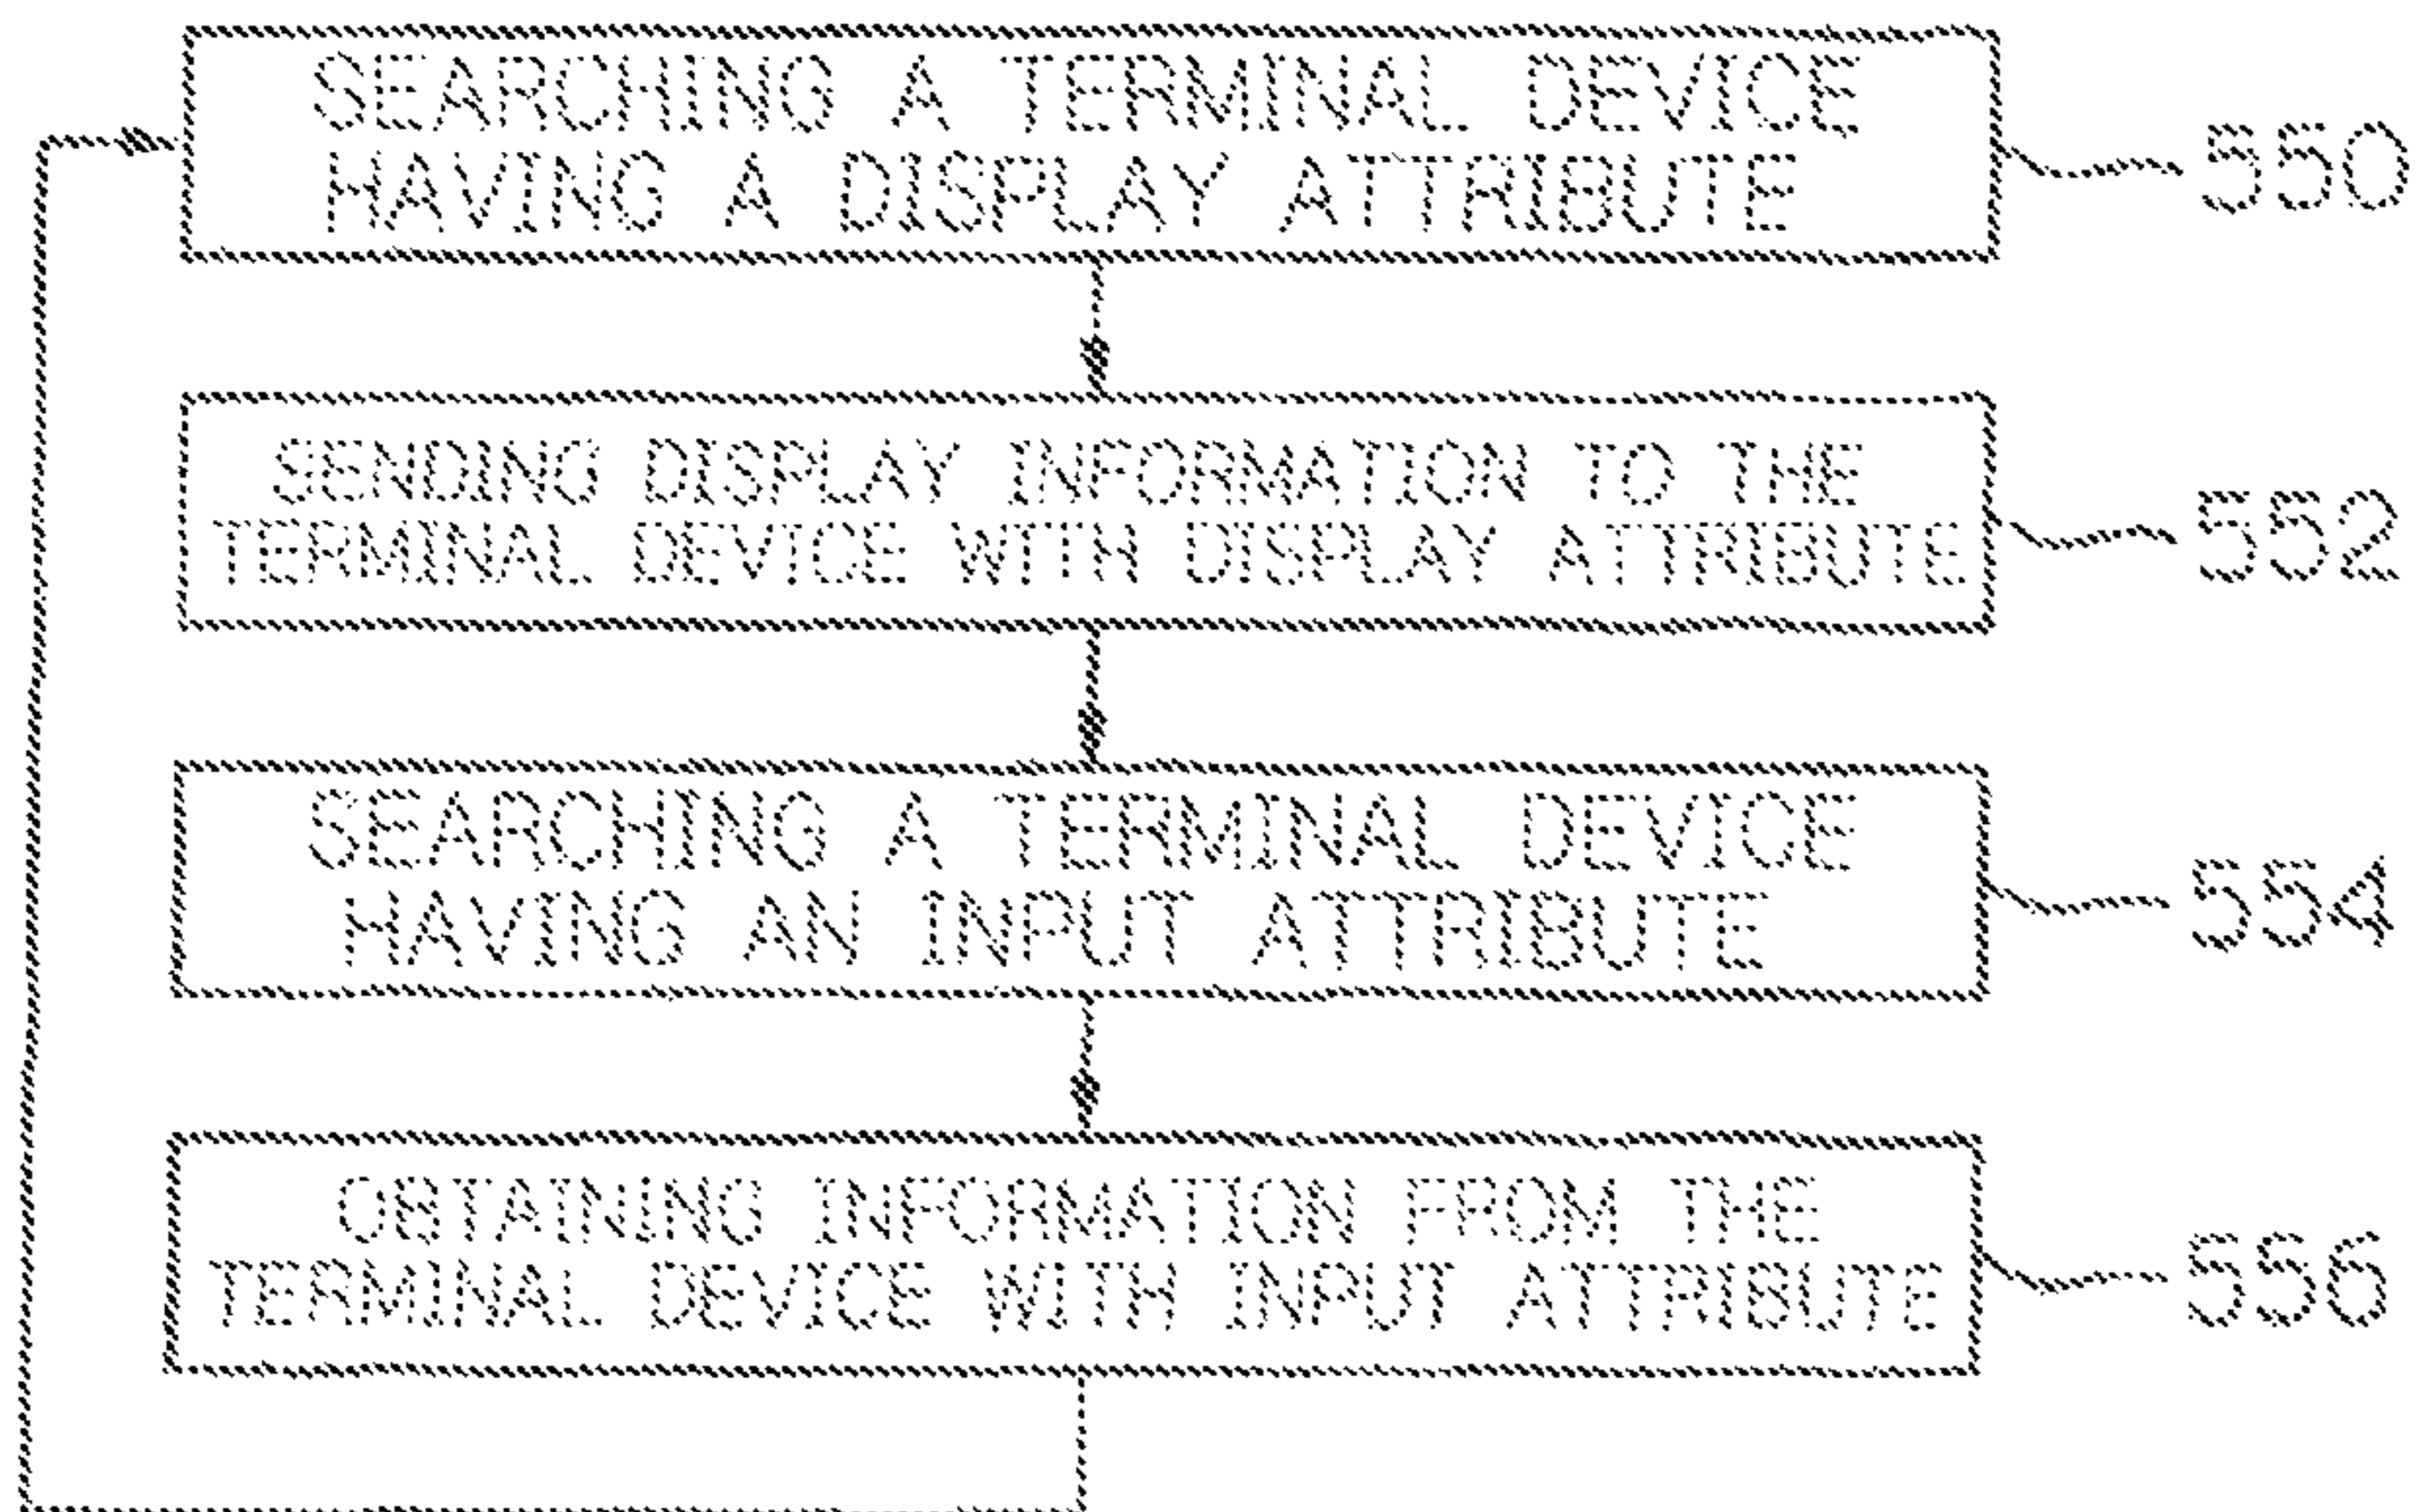 SEARCHING A TERMINAL DEVICE
HAVING A DISPLAY ATTRIBUTE
550
SENDING DISPLAY INFORMATION TO THE
TERMINAL DEVICE WITH DISPLAY ATTRIBUTE
552
SEARCHING A TERMINAL DEVICE
HAVING AN INPUT ATTRIBUTE
554
OBTAINING INFORMATION FROM THE
TERMINAL DEVICE WITH INPUT ATTRIBUTE
556